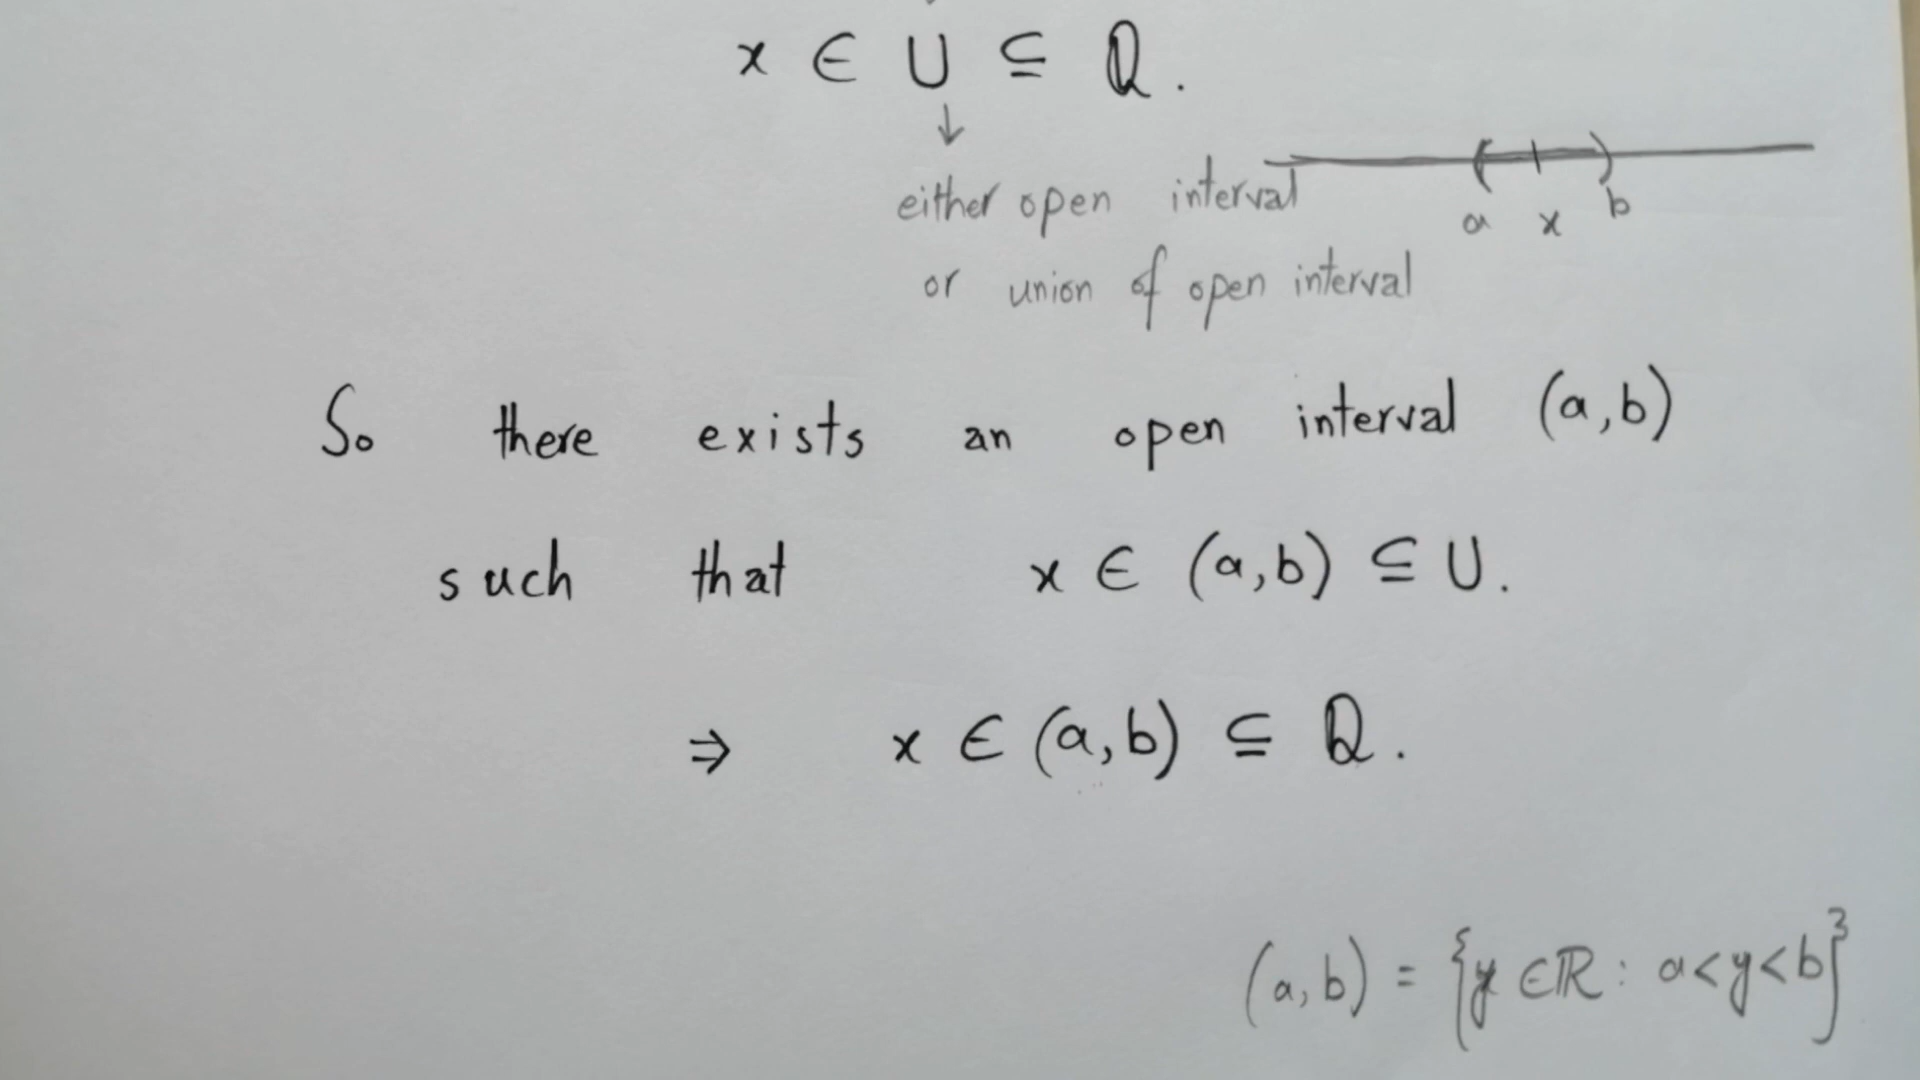 x ∈ U ⊆ ℚ.
↓
either open interval
a x b
or union of open interval
So there exists an open interval (a,b)
such that x ∈ (a,b) ⊆ U.
⇒ x ∈ (a,b) ⊆ ℚ.
(a,b) = {y ∈ ℝ : a<y<b}